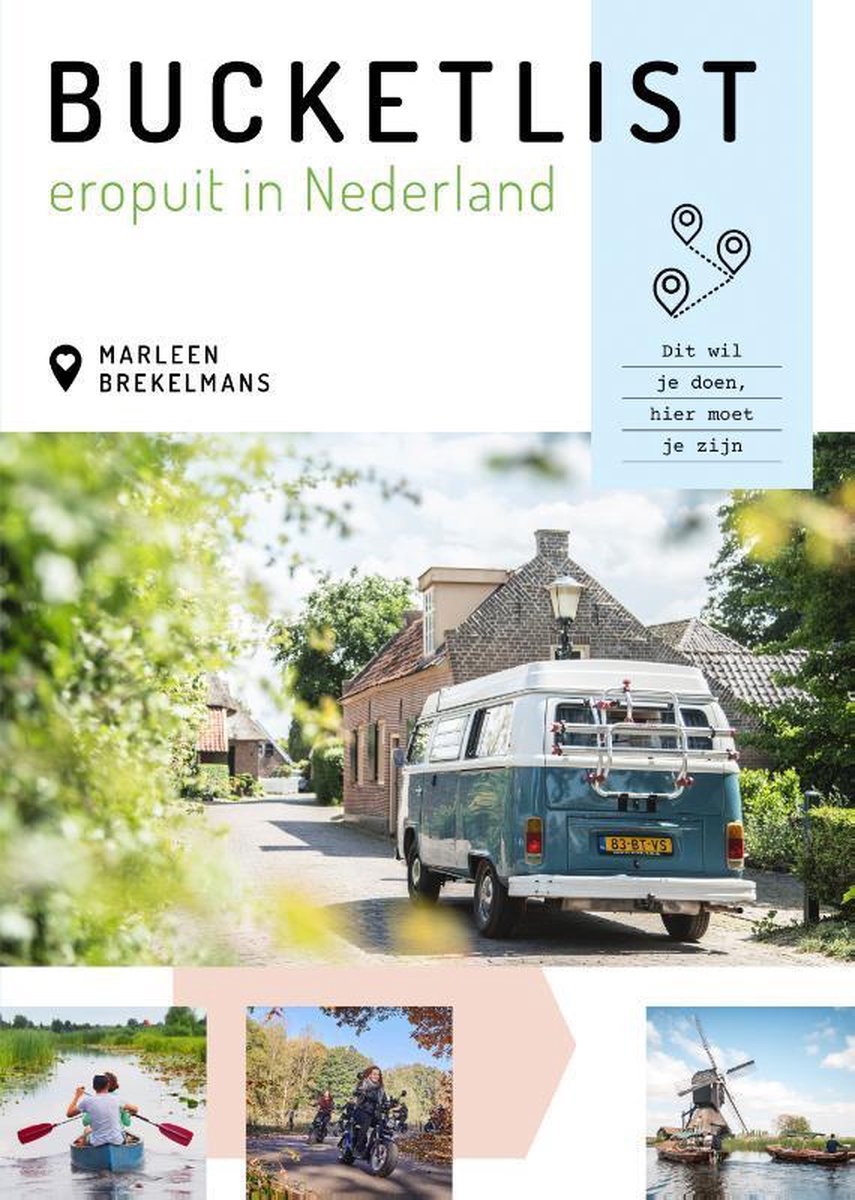 BUCKETLIST
eropuit in Nederland
MARLEEN
BREKELMANS
Dit wil
je doen,
hier moet
je zijn
83-BT-VS